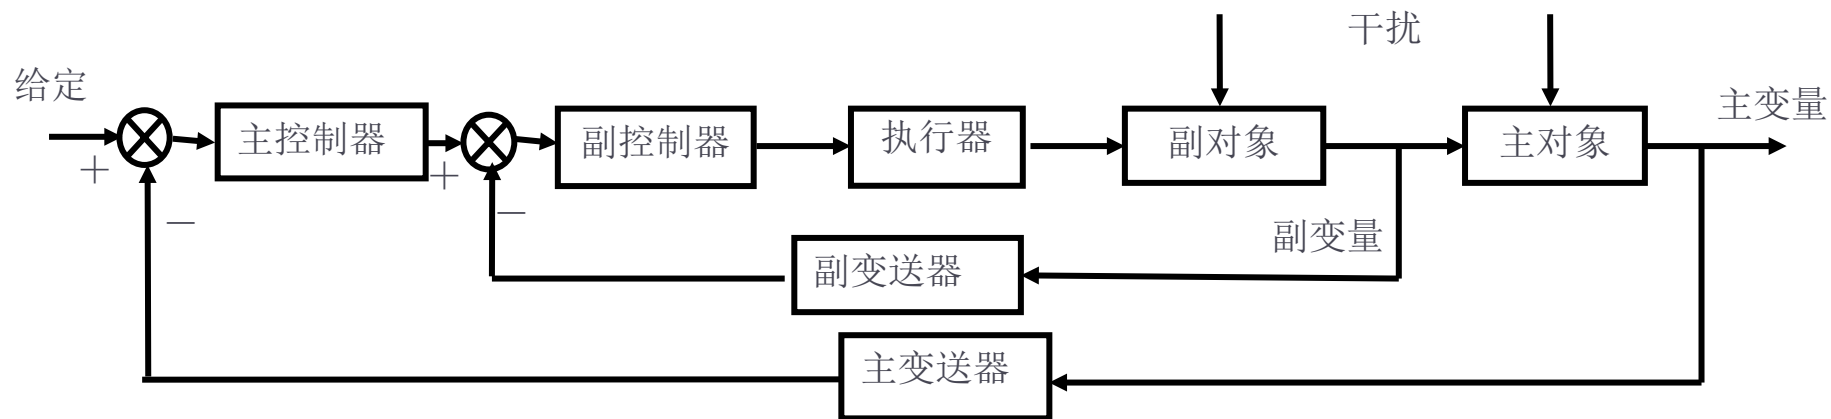 干扰
给定
主变量
主控制器
副控制器
执行器
副对象
主对象
+
+
−
−
副变量
副变送器
主变送器